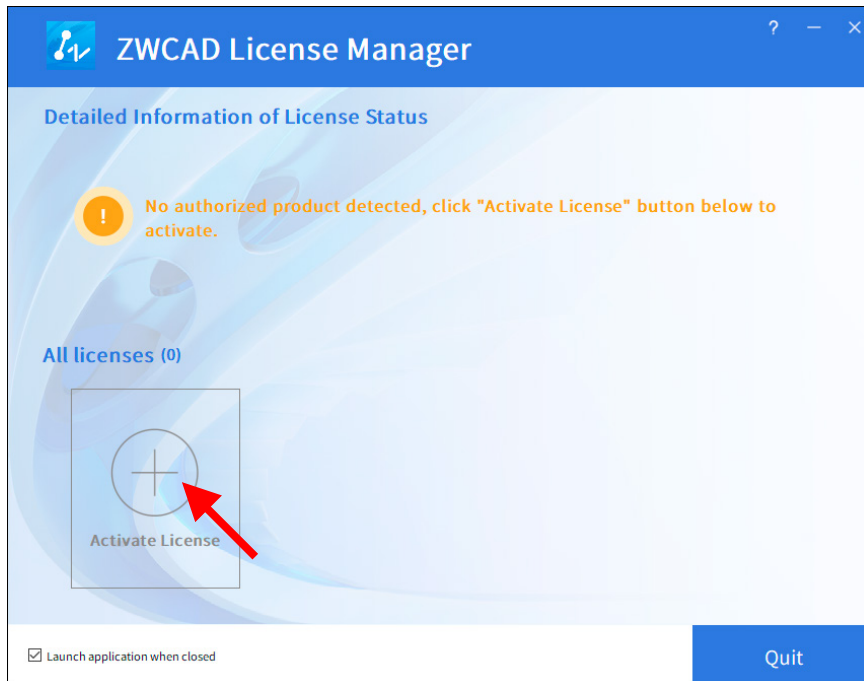 ZWCAD License Manager
Detailed Information of License Status
No authorized product detected, click "Activate License" button below to
activate.
All licenses (0)
Activate License
Launch application when closed
Quit